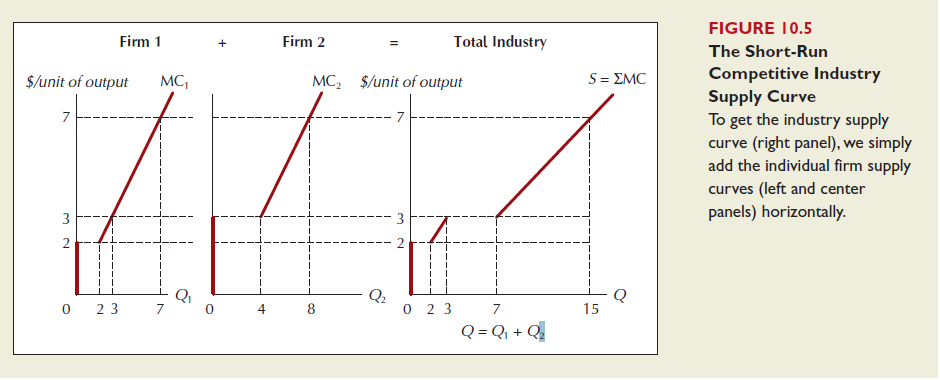 Firm 1 + Firm 2 = Total Industry
$/unit of output MC₁ MC₂ $/unit of output S = ΣMC
7 7
3 3
2 2
0 2 3 7 Q₁ 0 4 8 Q₂ 0 2 3 7 15 Q
Q = Q₁ + Q₂
FIGURE 10.5
The Short-Run
Competitive Industry
Supply Curve
To get the industry supply
curve (right panel), we simply
add the individual firm supply
curves (left and center
panels) horizontally.